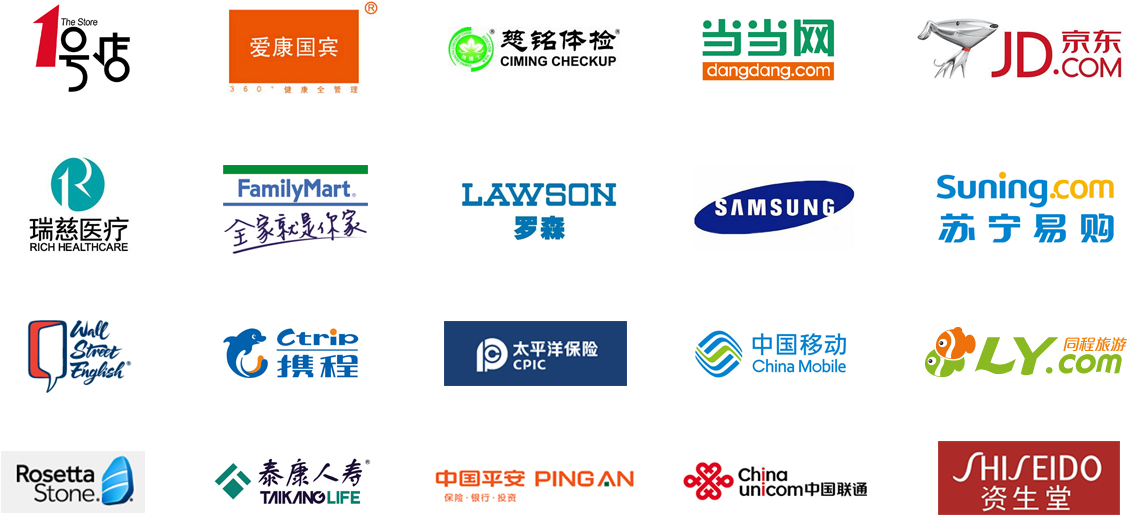 The Store
1号店
爱康国宾
®
360°健康全管理
慈铭体检®
®
CIMING CHECKUP
当当网
dangdang.com
JD.京东
.COM
瑞慈医疗
RICH HEALTHCARE
FamilyMart®
全家就是你家
LAWSON
罗森
SAMSUNG
Suning.com
苏宁易购
Wall
Street
English®
Ctrip
携程
太平洋保险
CPIC
中国移动
China Mobile
同程旅游
LY.com
Rosetta
Stone.
泰康人寿®
TAIKANG LIFE
中国平安 PING AN
保险·银行·投资
China
unicom中国联通
SHISEIDO
资生堂